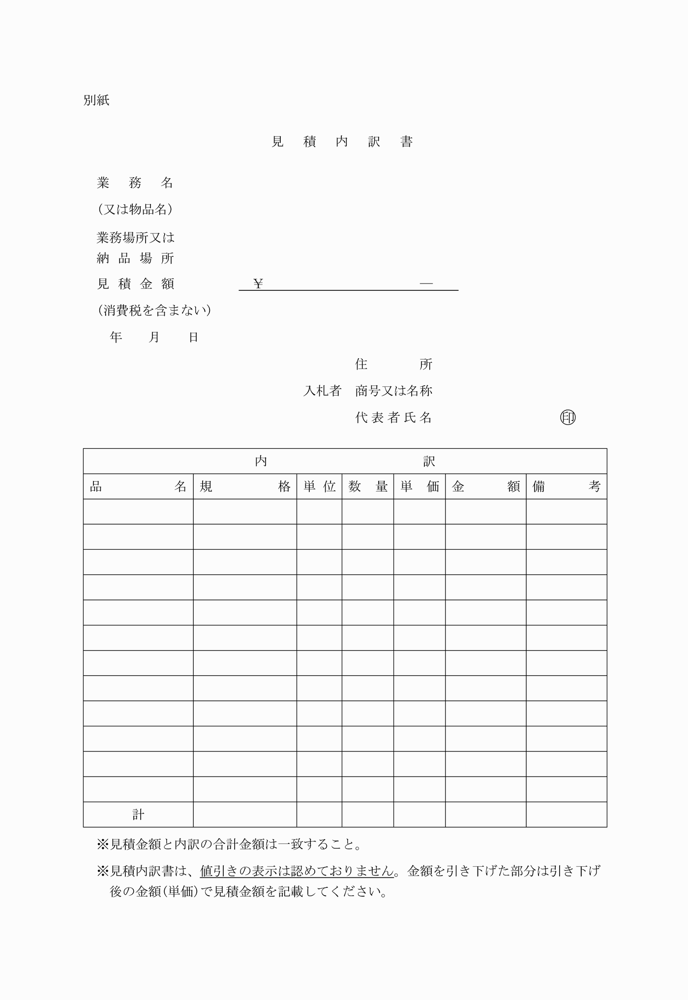 別紙
見積内訳書
業務名
（又は物品名）
業務場所又は
納品場所
見積金額 ¥ ―
（消費税を含まない）
年 月 日
住所
入札者 商号又は名称
代表者氏名 ㊞
内訳
品名 規格 単位 数量 単価 金額 備考
計
※見積金額と内訳の合計金額は一致すること。
※見積内訳書は、値引きの表示は認めておりません。金額を引き下げた部分は引き下げ
後の金額(単価)で見積金額を記載してください。